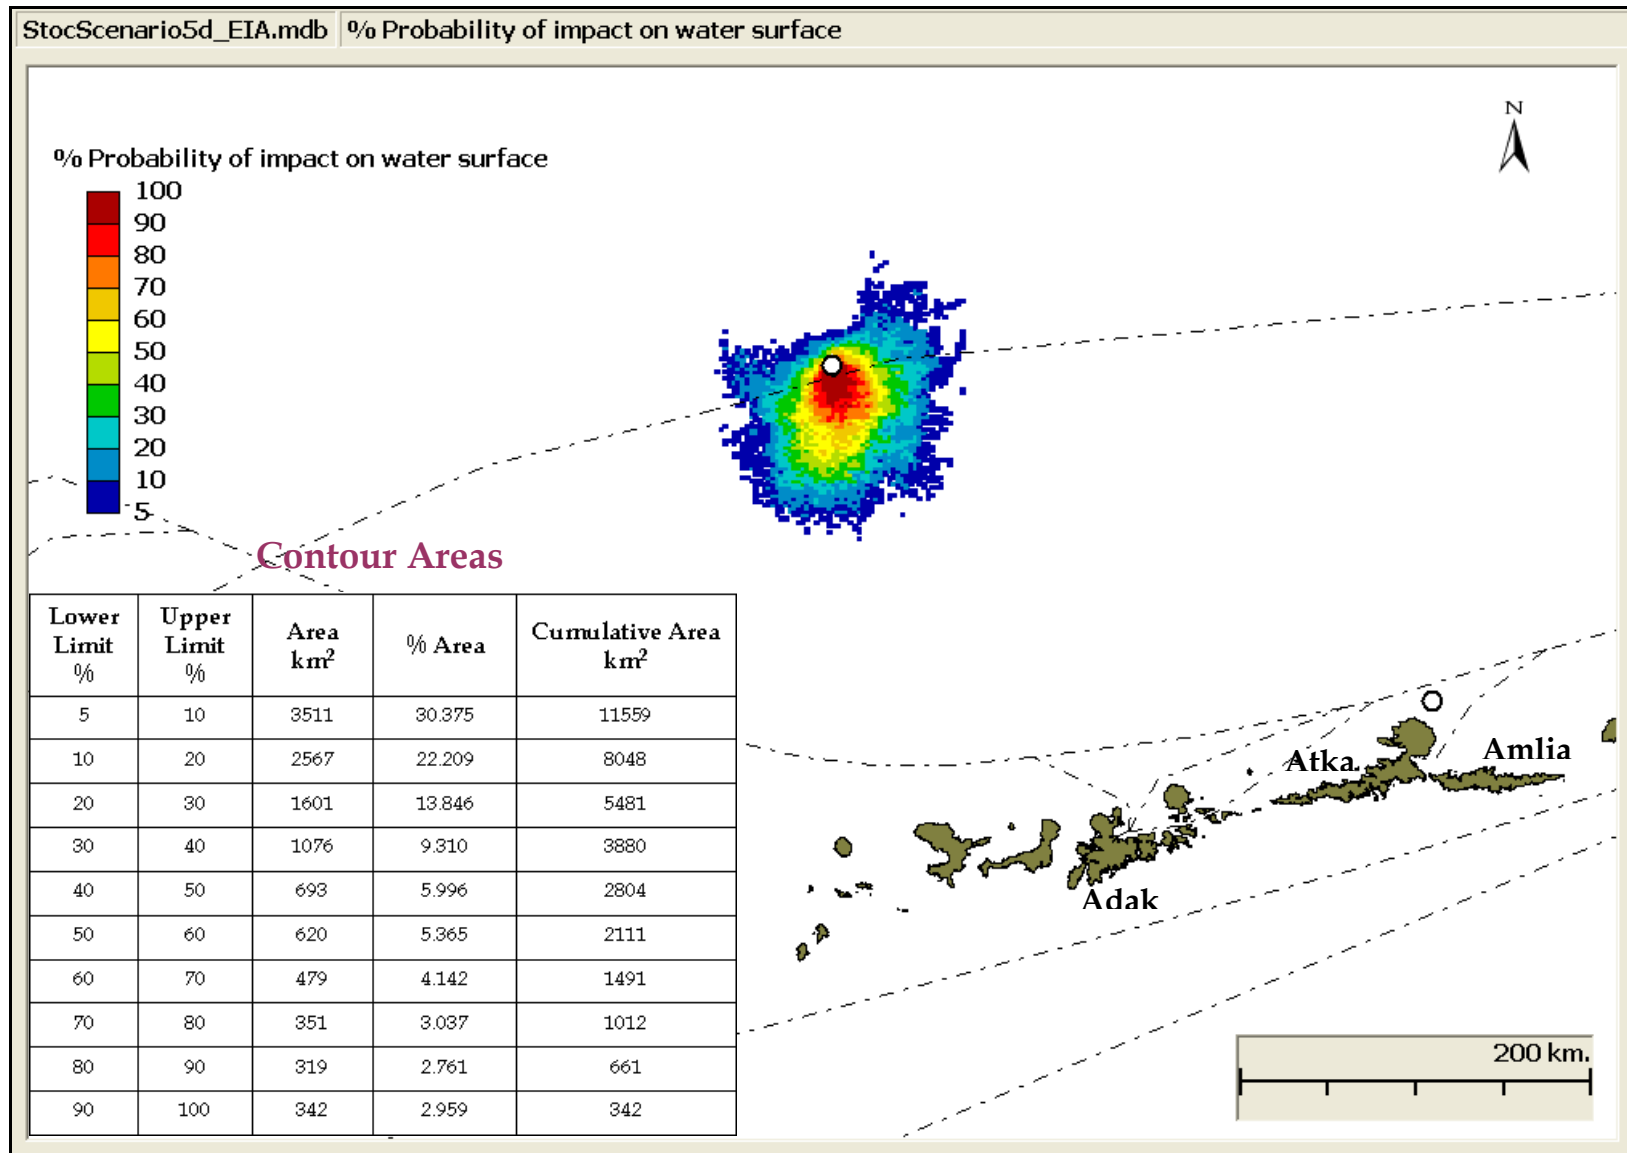 StocScenario5d_EIA.mdb % Probability of impact on water surface
N
% Probability of impact on water surface
100
90
80
70
60
50
40
30
20
10
5
Contour Areas
Lower Limit % Upper Limit % Area km² % Area Cumulative Area km²
5 10 3511 30.375 11559
10 20 2567 22.209 8048
20 30 1601 13.846 5481
30 40 1076 9.310 3880
40 50 693 5.996 2804
50 60 620 5.365 2111
60 70 479 4.142 1491
70 80 351 3.037 1012
80 90 319 2.761 661
90 100 342 2.959 342
Atka
Amlia
Adak
200 km.